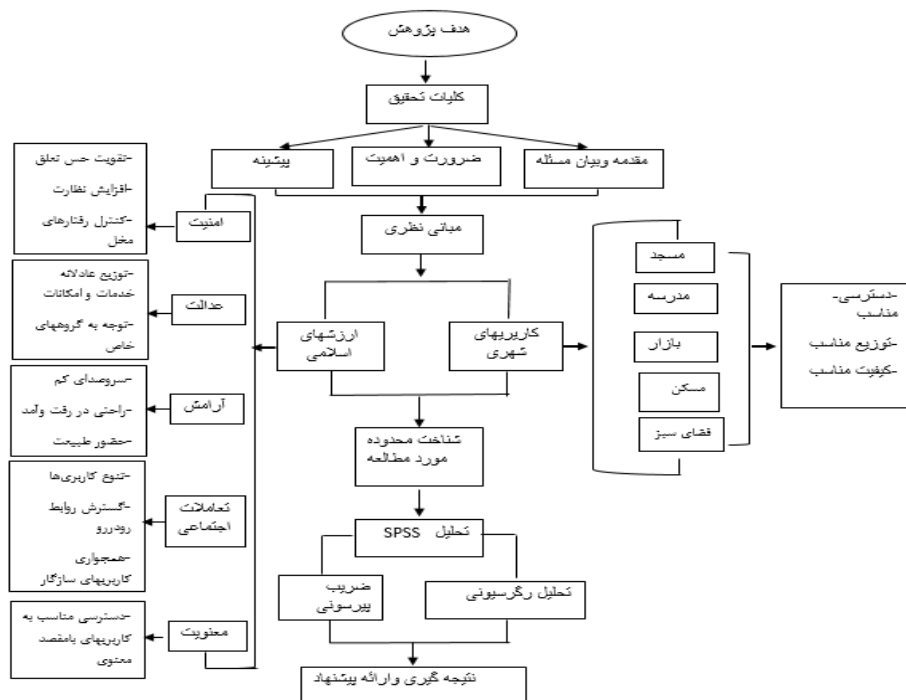 هدف پژوهش
کلیات تحقیق
مقدمه وبیان مسئله
ضرورت و اهمیت
پیشینه
مبانی نظری
کاربریهای
شهری
ارزشهای
اسلامی
مسجد
مدرسه
بازار
مسکن
فضای سبز
-دسترسی
مناسب
-توزیع مناسب
-کیفیت مناسب
امنیت
-تقویت حس تعلق
-افزایش نظارت
-کنترل رفتارهای
مخل
عدالت
-توزیع عادلانه
خدمات و امکانات
-توجه به گروههای
خاص
آرامش
-سروصدای کم
-راحتی در رفت وآمد
-حضور طبیعت
تعاملات
اجتماعی
-تنوع کاربری‌ها
-گسترش روابط
رودررو
-همجواری
کاربریهای سازگار
معنویت
-دسترسی مناسب به
کاربریهای بامقصد
معنوی
شناخت محدوده
مورد مطالعه
تحلیل SPSS
تحلیل رگرسیونی
ضریب
پیرسونی
نتیجه گیری وارائه پیشنهاد